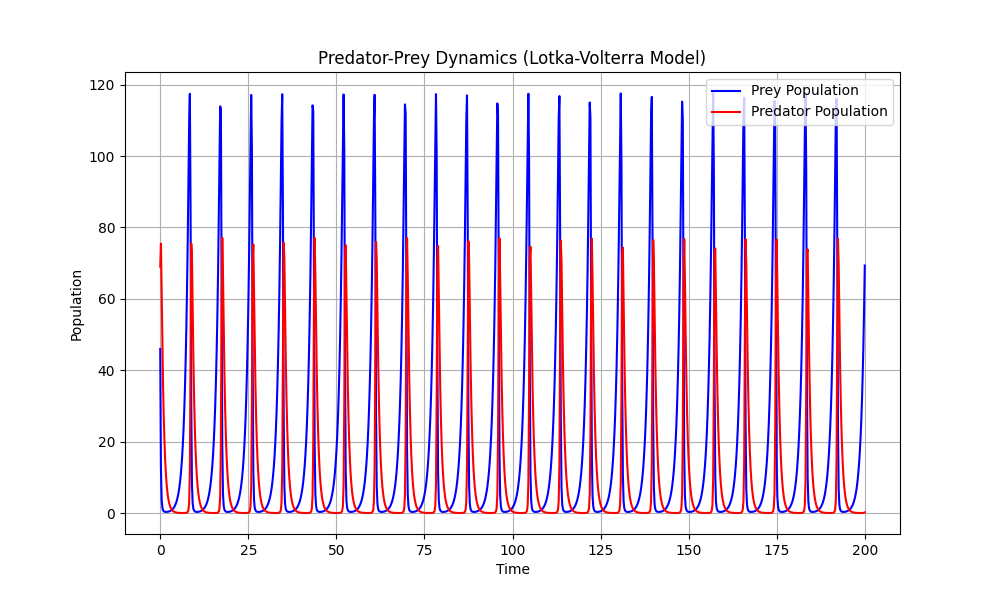 Predator-Prey Dynamics (Lotka-Volterra Model)
Prey Population
Predator Population
Population
120
100
80
60
40
20
0
0 25 50 75 100 125 150 175 200
Time